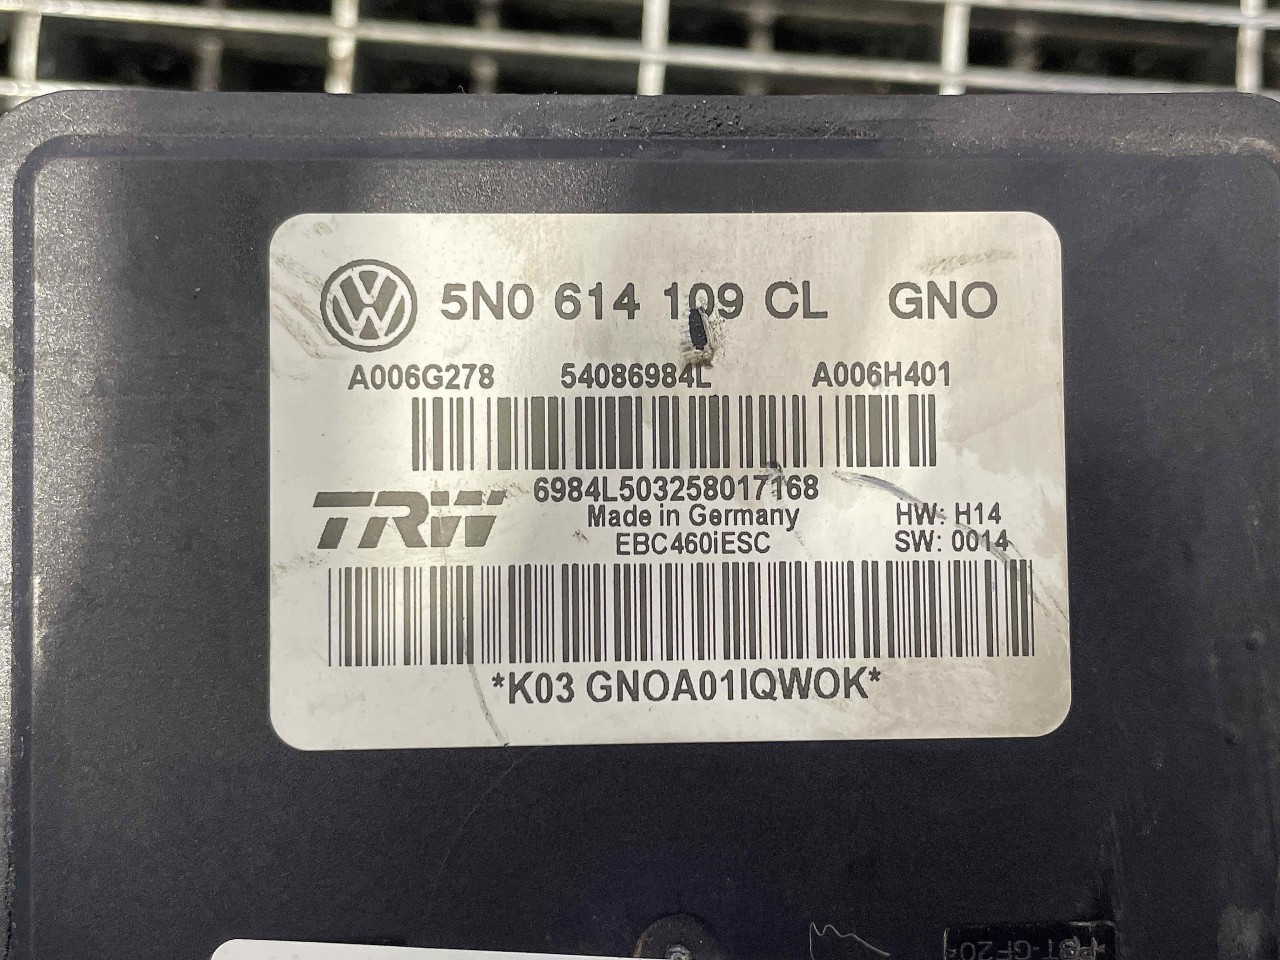 5N0 614 109 CL GNO
A006G278 54086984L A006H401
6984L503258017168
TRW
Made in Germany
HW: H14
EBC460iESC
SW: 0014
*K03 GNOA01IQWOK*